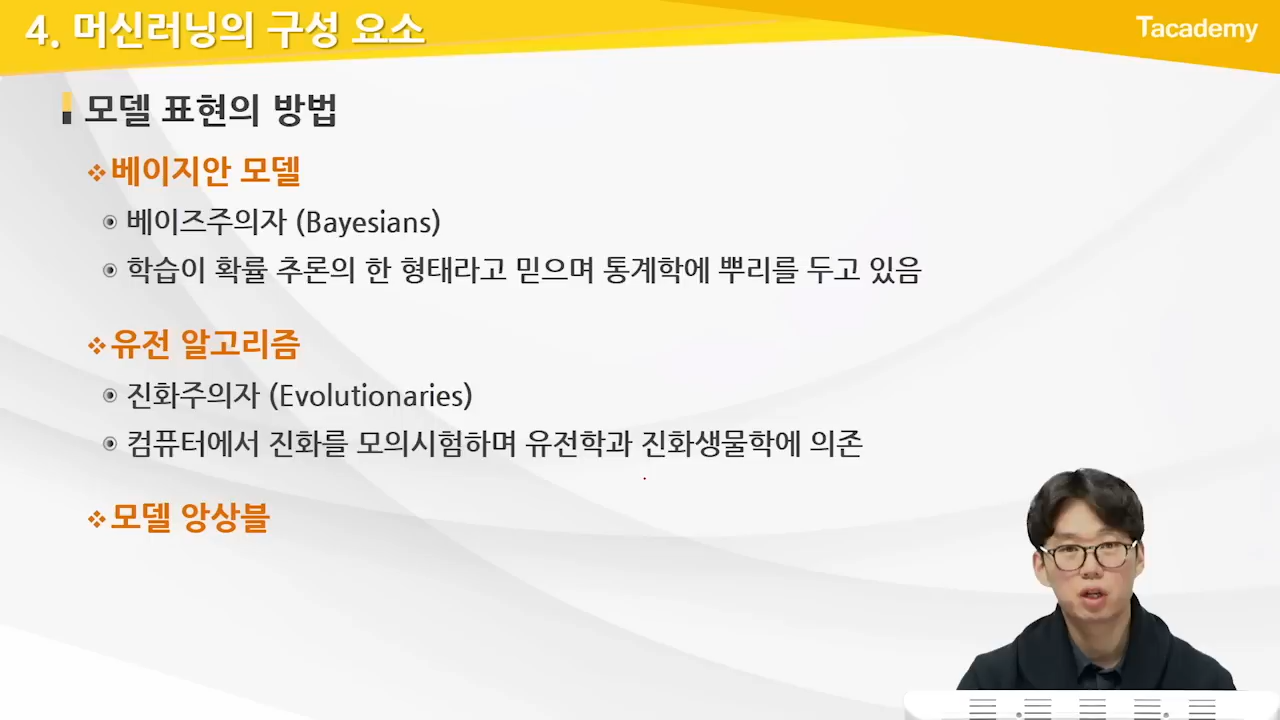 4. 머신러닝의 구성 요소
Tacademy
모델 표현의 방법
베이지안 모델
베이즈주의자 (Bayesians)
학습이 확률 추론의 한 형태라고 믿으며 통계학에 뿌리를 두고 있음
유전 알고리즘
진화주의자 (Evolutionaries)
컴퓨터에서 진화를 모의시험하며 유전학과 진화생물학에 의존
모델 앙상블